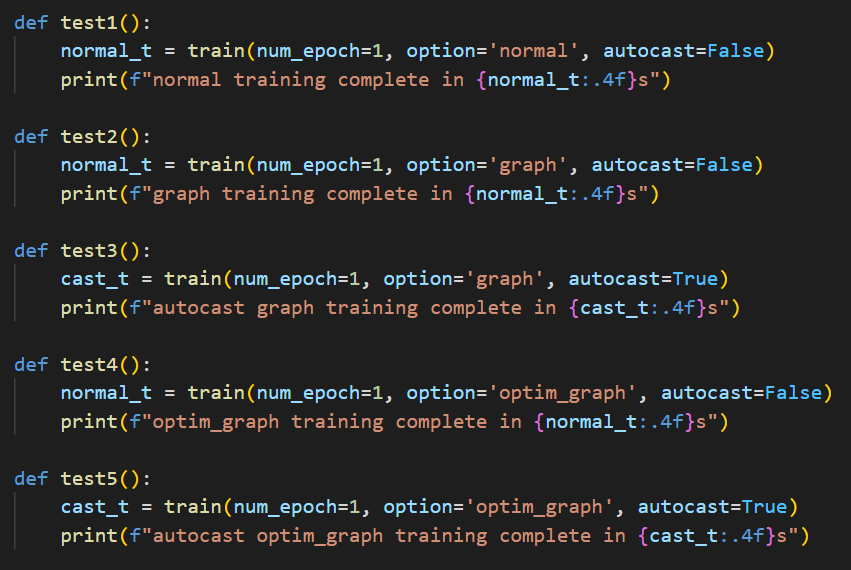 def test1():
    normal_t = train(num_epoch=1, option='normal', autocast=False)
    print(f"normal training complete in {normal_t:.4f}s")
def test2():
    normal_t = train(num_epoch=1, option='graph', autocast=False)
    print(f"graph training complete in {normal_t:.4f}s")
def test3():
    cast_t = train(num_epoch=1, option='graph', autocast=True)
    print(f"autocast graph training complete in {cast_t:.4f}s")
def test4():
    normal_t = train(num_epoch=1, option='optim_graph', autocast=False)
    print(f"optim_graph training complete in {normal_t:.4f}s")
def test5():
    cast_t = train(num_epoch=1, option='optim_graph', autocast=True)
    print(f"autocast optim_graph training complete in {cast_t:.4f}s")